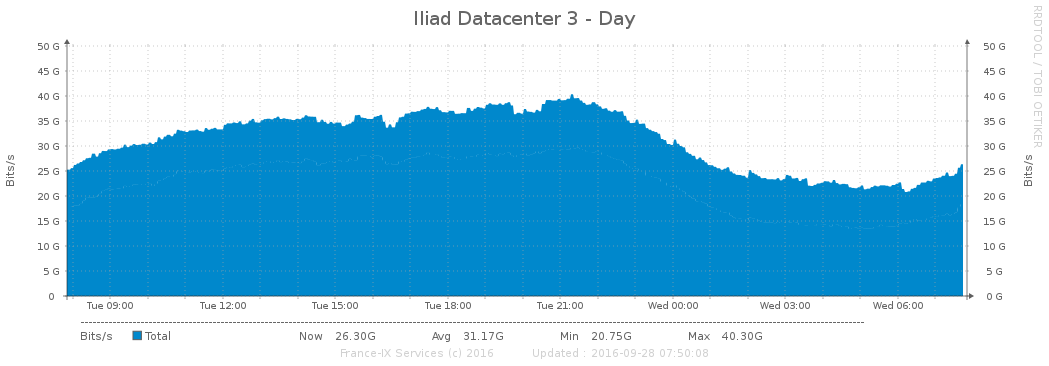 Iliad Datacenter 3 - Day
RRDTOOL / TOBI OETIKER
Bits/s
50 G
45 G
40 G
35 G
30 G
25 G
20 G
15 G
10 G
5 G
0
50 G
45 G
40 G
35 G
30 G
25 G
20 G
15 G
10 G
5 G
0 G
Bits/s
Tue 09:00 Tue 12:00 Tue 15:00 Tue 18:00 Tue 21:00 Wed 00:00 Wed 03:00 Wed 06:00
Bits/s Total Now 26.30G Avg 31.17G Min 20.75G Max 40.30G
France-IX Services (c) 2016 Updated : 2016-09-28 07:50:08